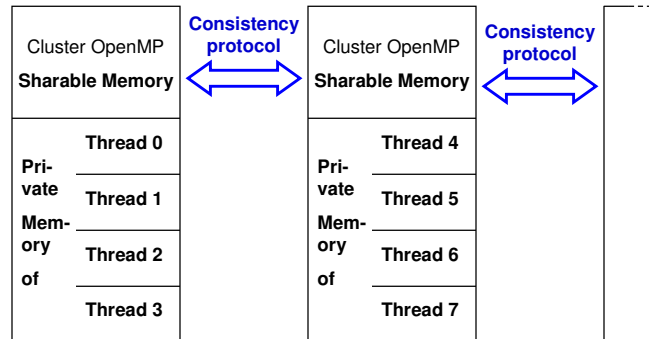 Cluster OpenMP
Sharable Memory
Consistency
protocol
Cluster OpenMP
Sharable Memory
Consistency
protocol
Pri-
vate
Memory
ory
of
Thread 0
Thread 1
Thread 2
Thread 3
Pri-
vate
Mem-
ory
of
Thread 4
Thread 5
Thread 6
Thread 7